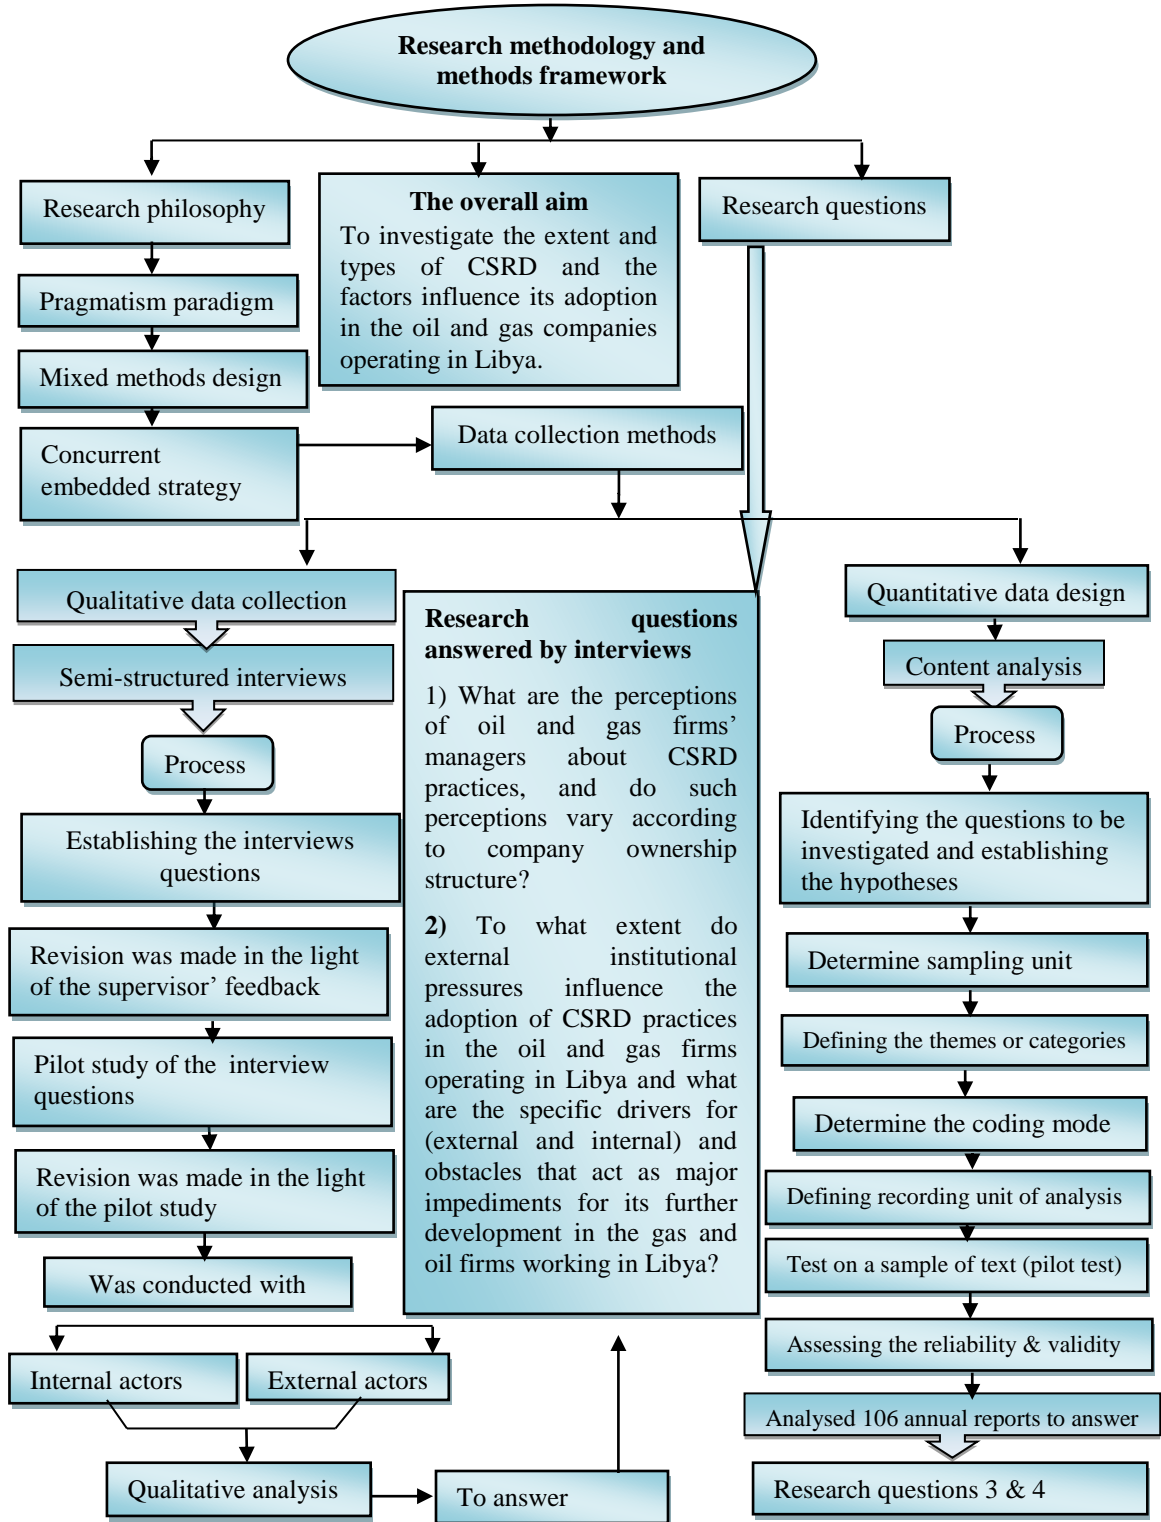 Research methodology and
methods framework
Research philosophy
The overall aim
To investigate the extent and
types of CSRD and the
factors influence its adoption
in the oil and gas companies
operating in Libya.
Research questions
Pragmatism paradigm
Mixed methods design
Concurrent
embedded strategy
Data collection methods
Qualitative data collection
Semi-structured interviews
Process
Establishing the interviews
questions
Revision was made in the light
of the supervisor’ feedback
Pilot study of the interview
questions
Revision was made in the light
of the pilot study
Was conducted with
Internal actors
External actors
Qualitative analysis
To answer
Research questions
answered by interviews
1) What are the perceptions
of oil and gas firms’
managers about CSRD
practices, and do such
perceptions vary according
to company ownership
structure?
2) To what extent do
external institutional
pressures influence the
adoption of CSRD practices
in the oil and gas firms
operating in Libya and what
are the specific drivers for
(external and internal) and
obstacles that act as major
impediments for its further
development in the gas and
oil firms working in Libya?
Quantitative data design
Content analysis
Process
Identifying the questions to be
investigated and establishing
the hypotheses
Determine sampling unit
Defining the themes or categories
Determine the coding mode
Defining recording unit of analysis
Test on a sample of text (pilot test)
Assessing the reliability & validity
Analysed 106 annual reports to answer
Research questions 3 & 4